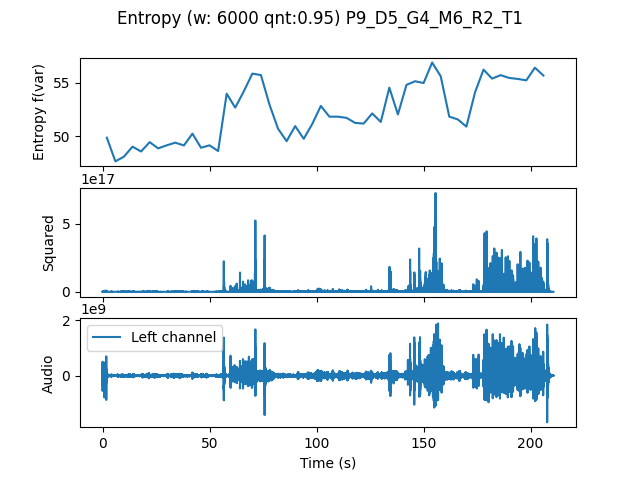 Entropy (w: 6000 qnt:0.95) P9_D5_G4_M6_R2_T1
Entropy f(var)
55
50
1e17
Squared
5
0
1e9
Audio
2
0
Left channel
0 50 100 150 200
Time (s)